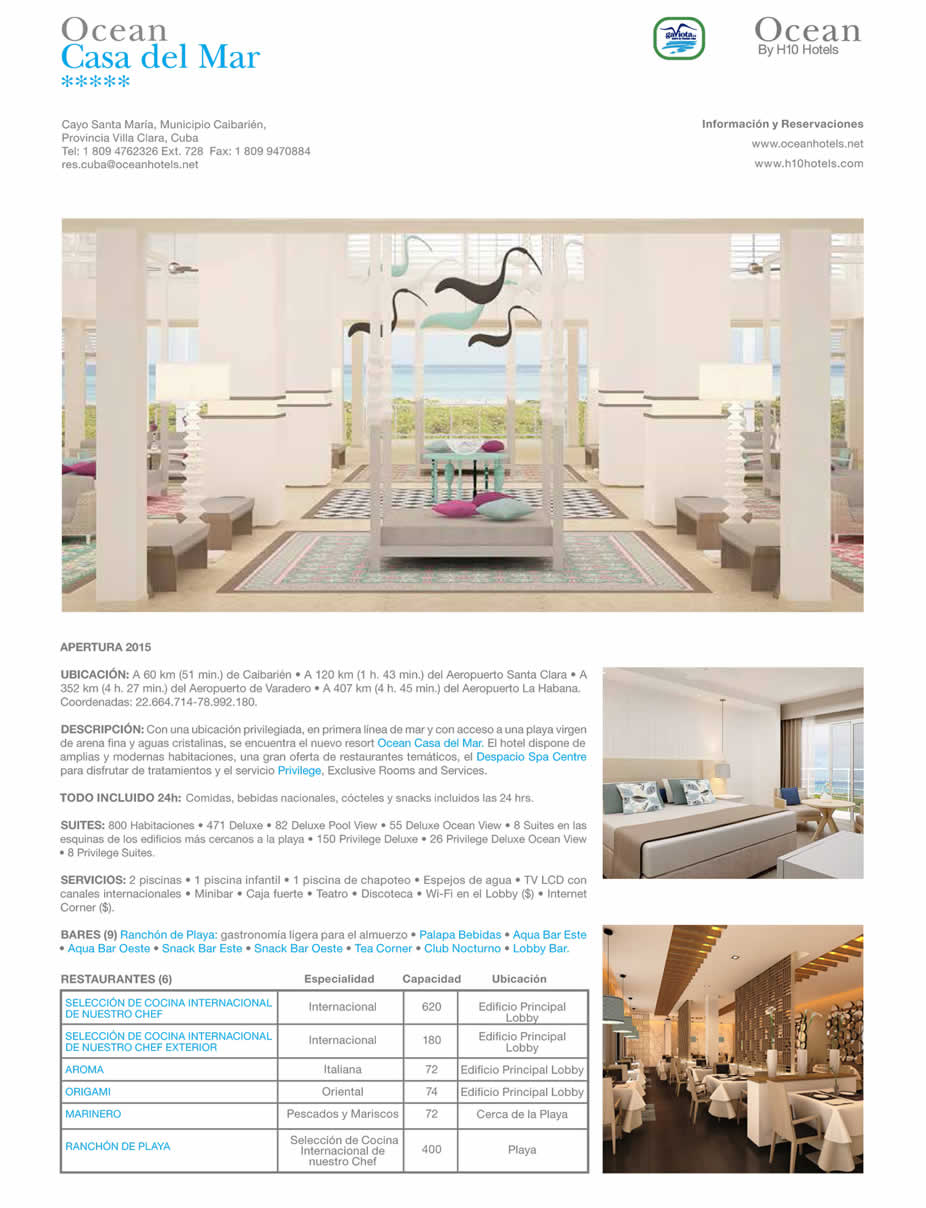 Ocean
Casa del Mar
*****
gaviota
Ocean
By H10 Hotels
Cayo Santa María, Municipio Caibarién,
Provincia Villa Clara, Cuba
Tel: 1 809 4762326 Ext. 728 Fax: 1 809 9470884
res.cuba@oceanhotels.net
Información y Reservaciones
www.oceanhotels.net
www.h10hotels.com
APERTURA 2015
UBICACIÓN: A 60 km (51 min.) de Caibarién • A 120 km (1 h. 43 min.) del Aeropuerto Santa Clara • A
352 km (4 h. 27 min.) del Aeropuerto de Varadero • A 407 km (4 h. 45 min.) del Aeropuerto La Habana.
Coordenadas: 22.664.714-78.992.180.
DESCRIPCIÓN: Con una ubicación privilegiada, en primera línea de mar y con acceso a una playa virgen
de arena fina y aguas cristalinas, se encuentra el nuevo resort Ocean Casa del Mar. El hotel dispone de
amplias y modernas habitaciones, una gran oferta de restaurantes temáticos, el Despacio Spa Centre
para disfrutar de tratamientos y el servicio Privilege, Exclusive Rooms and Services.
TODO INCLUIDO 24h: Comidas, bebidas nacionales, cócteles y snacks incluidos las 24 hrs.
SUITES: 800 Habitaciones • 471 Deluxe • 82 Deluxe Pool View • 55 Deluxe Ocean View • 8 Suites en las
esquinas de los edificios más cercanos a la playa • 150 Privilege Deluxe • 26 Privilege Deluxe Ocean View
• 8 Privilege Suites.
SERVICIOS: 2 piscinas • 1 piscina infantil • 1 piscina de chapoteo • Espejos de agua • TV LCD con
canales internacionales • Minibar • Caja fuerte • Teatro • Discoteca • Wi-Fi en el Lobby ($) • Internet
Corner ($).
BARES (9) Ranchón de Playa: gastronomía ligera para el almuerzo • Palapa Bebidas • Aqua Bar Este
• Aqua Bar Oeste • Snack Bar Este • Snack Bar Oeste • Tea Corner • Club Nocturno • Lobby Bar.
RESTAURANTES (6) Especialidad Capacidad Ubicación
SELECCIÓN DE COCINA INTERNACIONAL
DE NUESTRO CHEF
Internacional 620
Edificio Principal
Lobby
SELECCIÓN DE COCINA INTERNACIONAL
DE NUESTRO CHEF EXTERIOR
Internacional 180
Edificio Principal
Lobby
AROMA Italiana 72 Edificio Principal Lobby
ORIGAMI Oriental 74 Edificio Principal Lobby
MARINERO Pescados y Mariscos 72 Cerca de la Playa
RANCHÓN DE PLAYA
Selección de Cocina
Internacional de
nuestro Chef
400 Playa